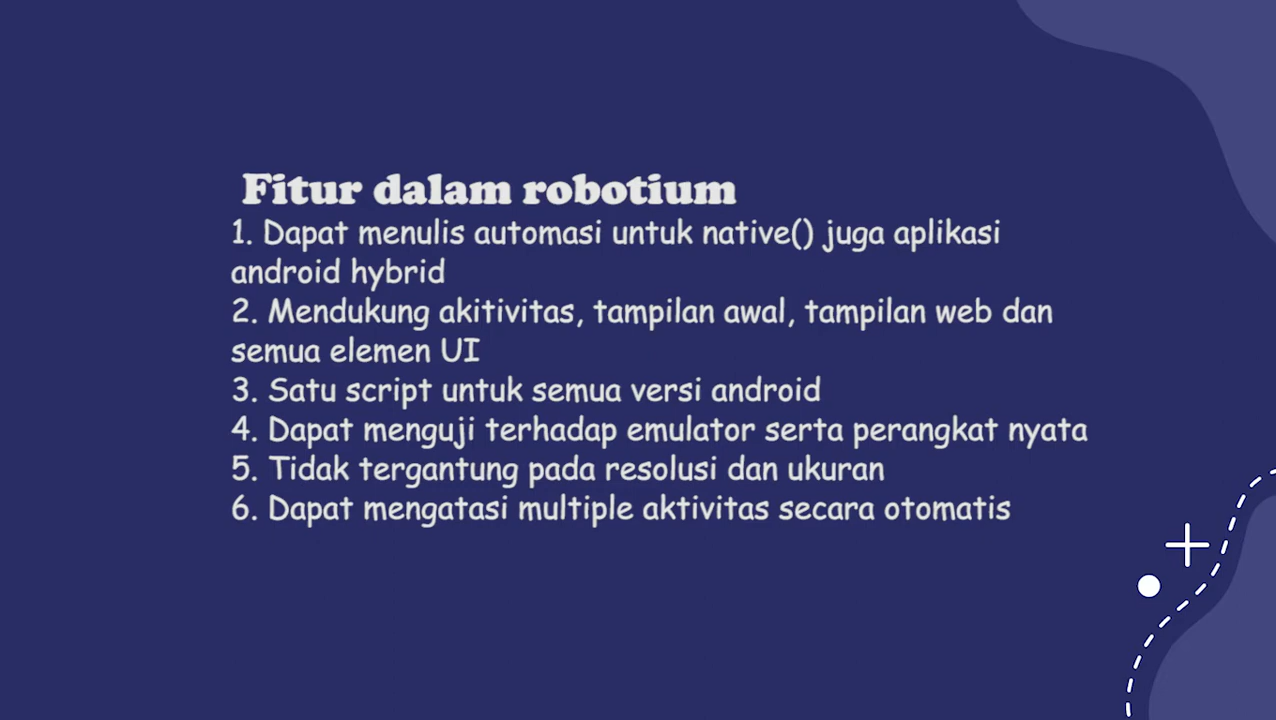 Fitur dalam robotium
1. Dapat menulis automasi untuk native() juga aplikasi
android hybrid
2. Mendukung akitivitas, tampilan awal, tampilan web dan
semua elemen UI
3. Satu script untuk semua versi android
4. Dapat menguji terhadap emulator serta perangkat nyata
5. Tidak tergantung pada resolusi dan ukuran
6. Dapat mengatasi multiple aktivitas secara otomatis